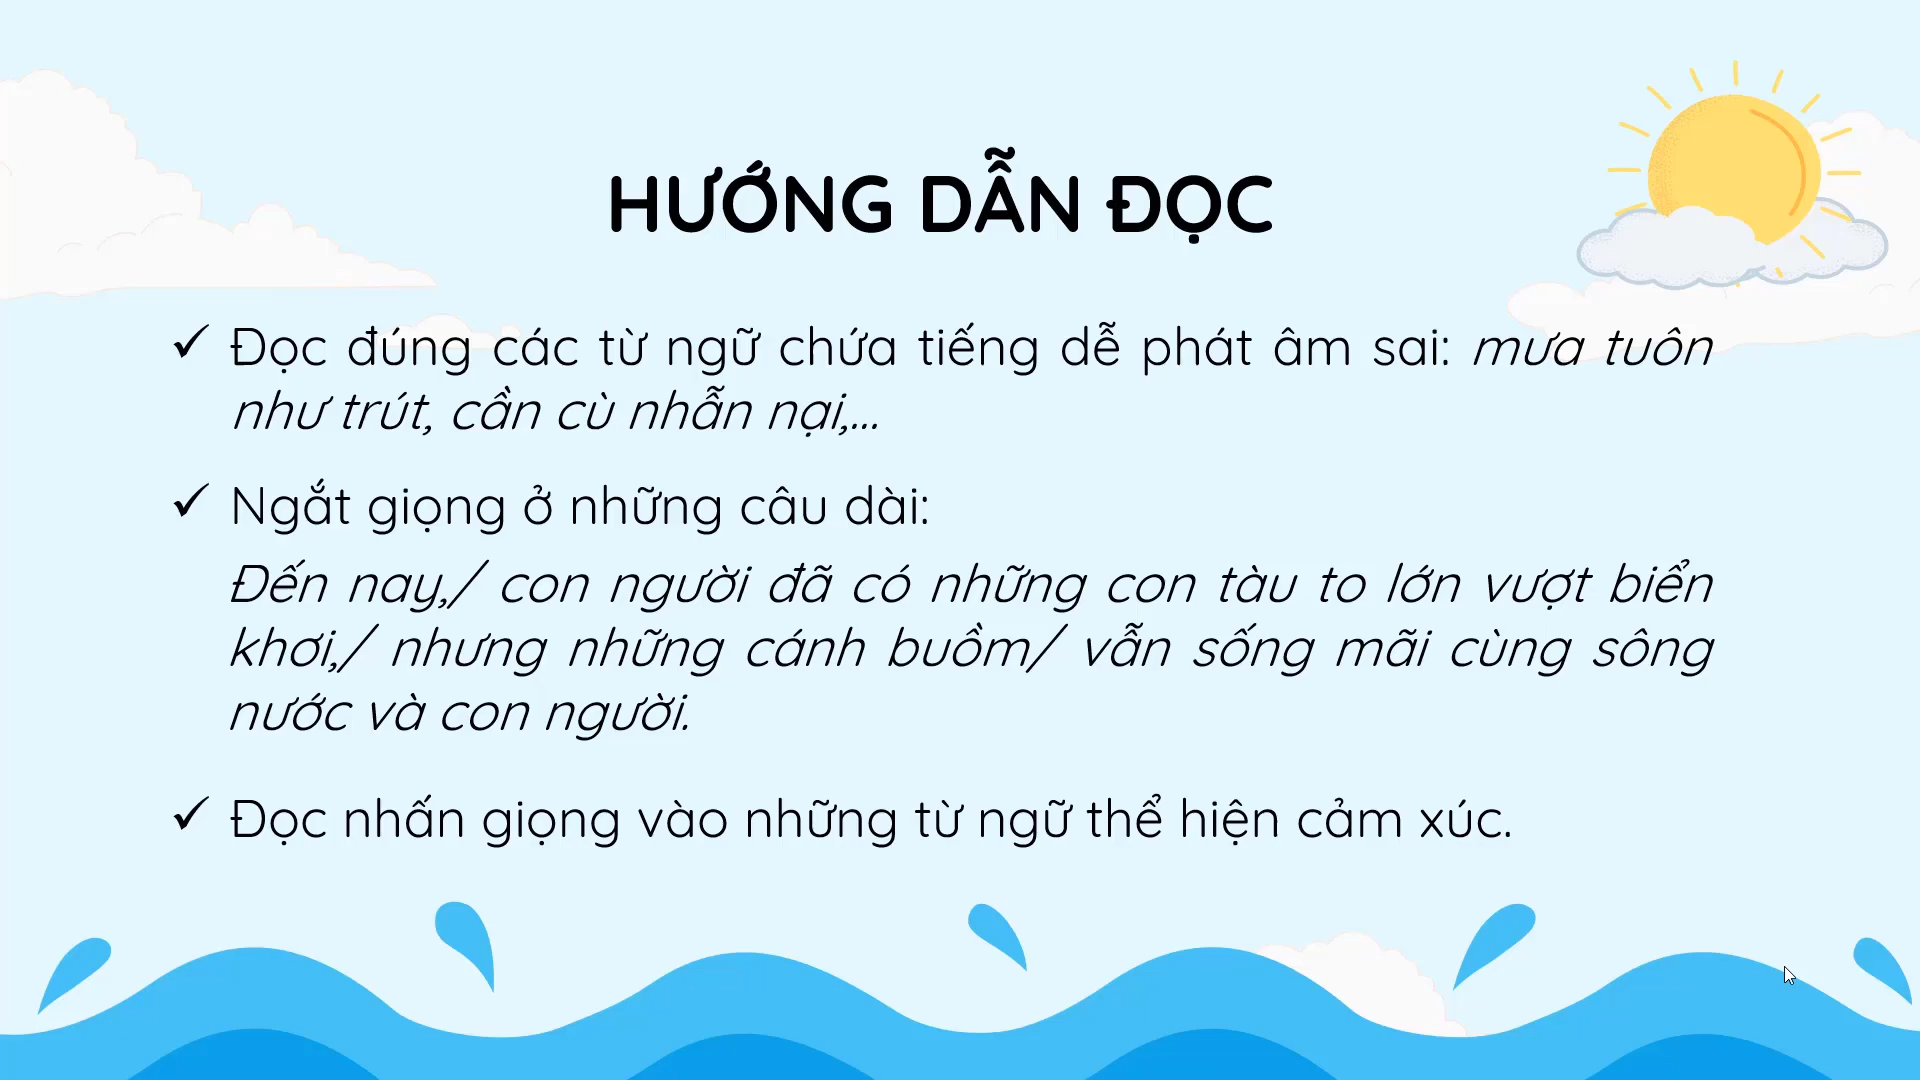 HƯỚNG DẪN ĐỌC
✓ Đọc đúng các từ ngữ chứa tiếng dễ phát âm sai: mưa tuôn
như trút, cần cù nhẫn nại,...
✓ Ngắt giọng ở những câu dài:
Đến nay,/ con người đã có những con tàu to lớn vượt biển
khơi,/ nhưng những cánh buồm/ vẫn sống mãi cùng sông
nước và con người.
✓ Đọc nhấn giọng vào những từ ngữ thể hiện cảm xúc.